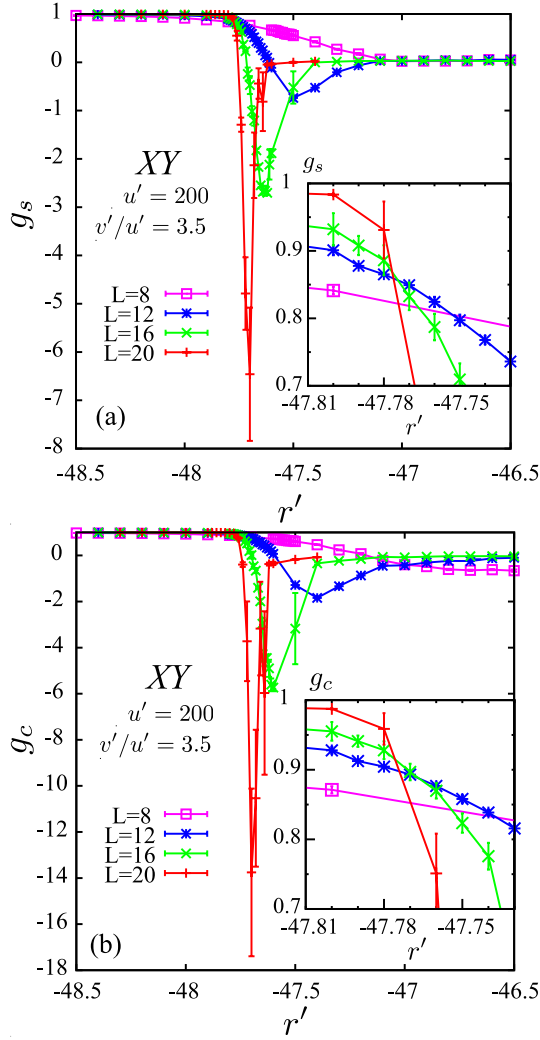 1
0
-1
-2
-3
-4
-5
-6
-7
-8
g_s
XY
u' = 200
v'/u' = 3.5
L=8
L=12
L=16
L=20
(a)
g_s
1
0.9
0.8
0.7
-47.81 -47.78 -47.75
r'
-48.5 -48 -47.5 -47 -46.5
r'
0
-2
-4
-6
-8
-10
-12
-14
-16
-18
g_c
XY
u' = 200
v'/u' = 3.5
L=8
L=12
L=16
L=20
(b)
g_c
1
0.9
0.8
0.7
-47.81 -47.78 -47.75
r'
-48.5 -48 -47.5 -47 -46.5
r'